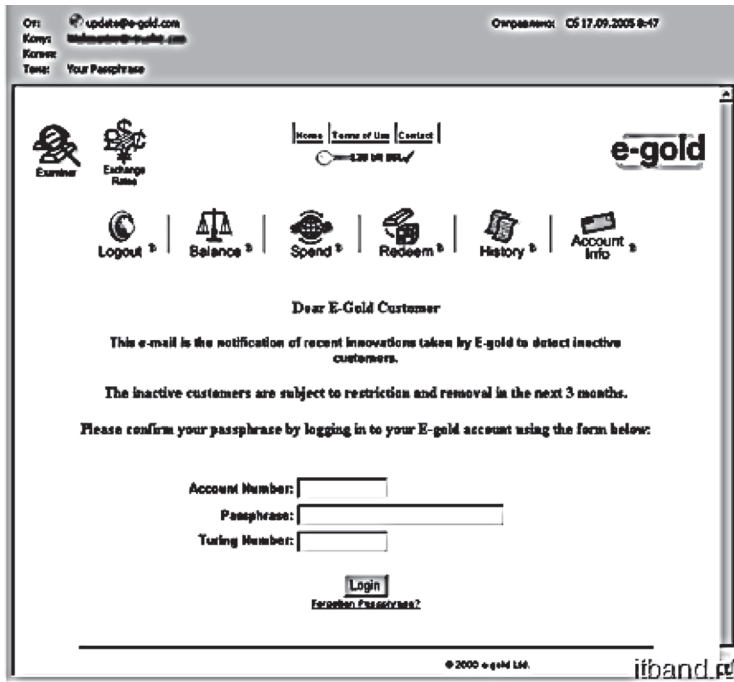 От: update@e-gold.com Отправлено: Сб 17.09.2005 8:47
Кому:
Копия:
Тема: Your Passphrase
Home Terms of Use Contact
e-gold
Examiner
Exchange Rates
Logout Balance Spend Redeem History Account Info
Dear E-Gold Customer
This e-mail is the notification of recent innovations taken by E-gold to detect inactive
customers.
The inactive customers are subject to restriction and removal in the next 3 months.
Please confirm your passphrase by logging in to your E-gold account using the form below:
Account Number:
Passphrase:
Turing Number:
Login
Forgotten Passphrase?
© 2000 e-gold Ltd.